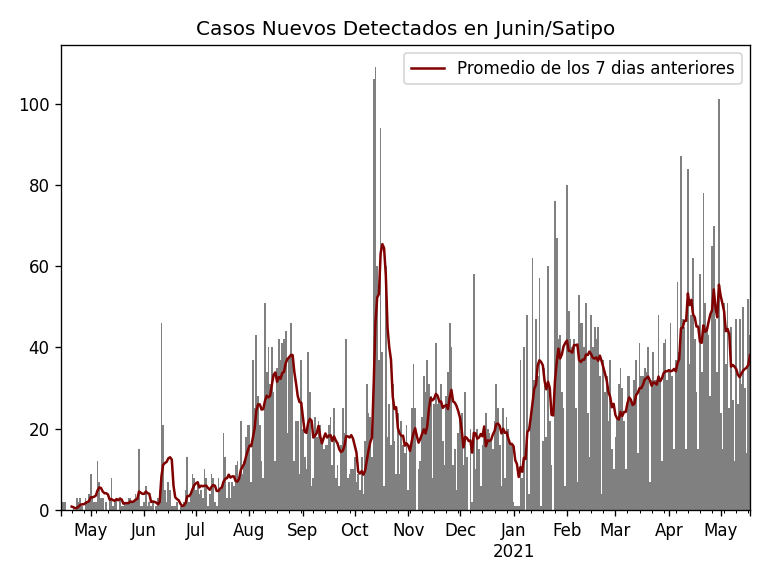 Casos Nuevos Detectados en Junin/Satipo
Promedio de los 7 dias anteriores
100
80
60
40
20
0
May Jun Jul Aug Sep Oct Nov Dec Jan Feb Mar Apr May
2021